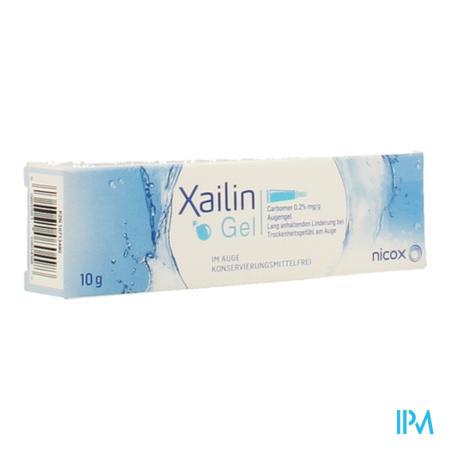 Xailin
Gel
Carbomer 0.2% mg/g
Augengel
Lang anhaltenden Linderung bei
Trockenheitsgefühl am Auge
IM AUGE
KONSERVIERUNGSMITTELFREI
10 g
nicox
IPM